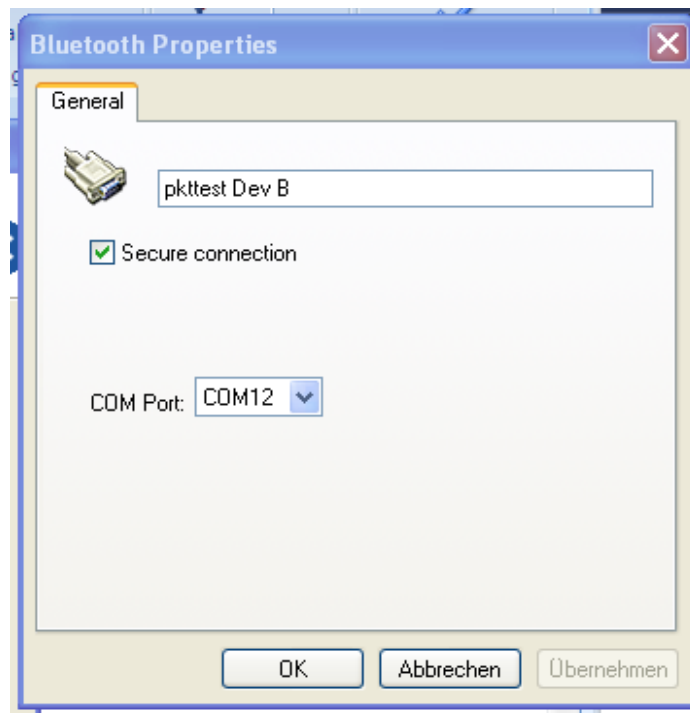 Bluetooth Properties
General
pkttest Dev B
Secure connection
COM Port: COM12
OK Abbrechen Übernehmen